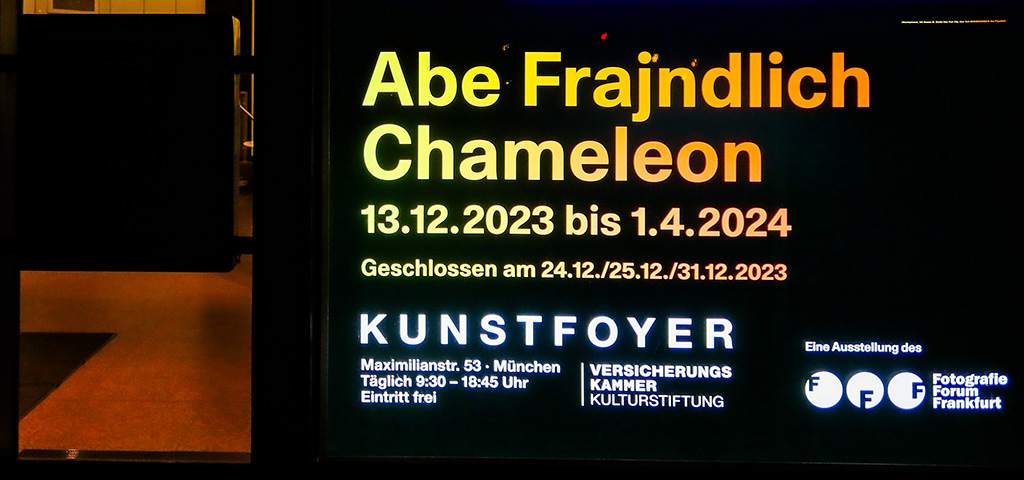 Abe Frajndlich
Chameleon
13.12.2023 bis 1.4.2024
Geschlossen am 24.12./25.12./31.12.2023
KUNSTFOYER
Maximilianstr. 53 · München
Täglich 9:30 – 18:45 Uhr
Eintritt frei
VERSICHERUNGS
KAMMER
KULTURSTIFTUNG
Eine Ausstellung des
F F F
Fotografie
Forum
Frankfurt